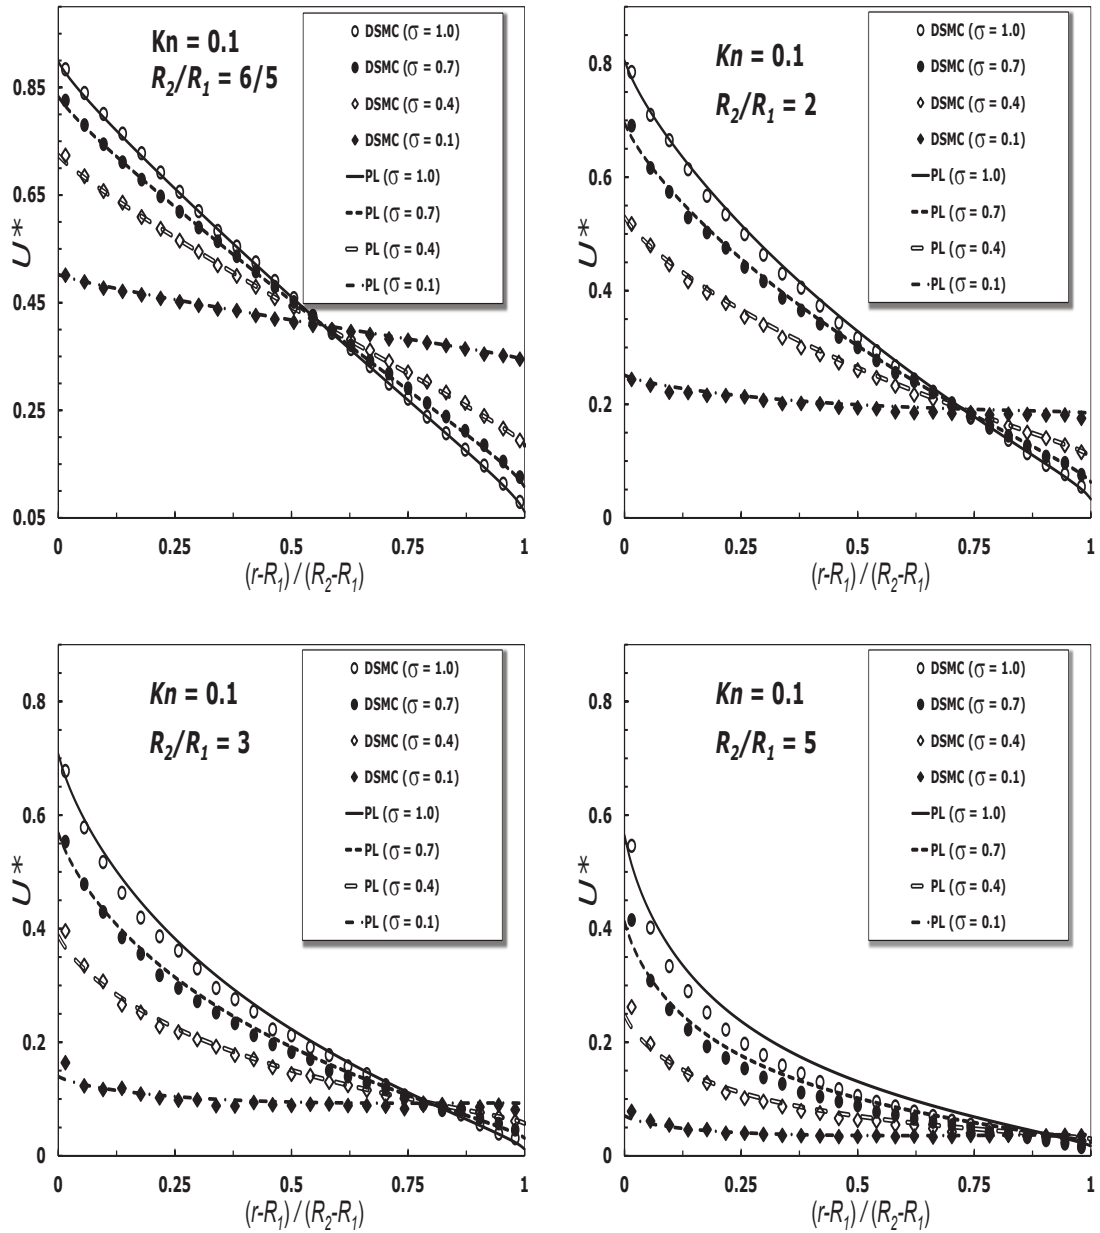 Kn = 0.1
R2/R1 = 6/5
DSMC (σ = 1.0)
DSMC (σ = 0.7)
DSMC (σ = 0.4)
DSMC (σ = 0.1)
PL (σ = 1.0)
PL (σ = 0.7)
PL (σ = 0.4)
PL (σ = 0.1)
U*
0.85
0.65
0.45
0.25
0.05
0 0.25 0.5 0.75 1
(r-R1) / (R2-R1)
Kn = 0.1
R2/R1 = 2
DSMC (σ = 1.0)
DSMC (σ = 0.7)
DSMC (σ = 0.4)
DSMC (σ = 0.1)
PL (σ = 1.0)
PL (σ = 0.7)
PL (σ = 0.4)
PL (σ = 0.1)
U*
0.8
0.6
0.4
0.2
0
0 0.25 0.5 0.75 1
(r-R1) / (R2-R1)
Kn = 0.1
R2/R1 = 3
DSMC (σ = 1.0)
DSMC (σ = 0.7)
DSMC (σ = 0.4)
DSMC (σ = 0.1)
PL (σ = 1.0)
PL (σ = 0.7)
PL (σ = 0.4)
PL (σ = 0.1)
U*
0.8
0.6
0.4
0.2
0
0 0.25 0.5 0.75 1
(r-R1) / (R2-R1)
Kn = 0.1
R2/R1 = 5
DSMC (σ = 1.0)
DSMC (σ = 0.7)
DSMC (σ = 0.4)
DSMC (σ = 0.1)
PL (σ = 1.0)
PL (σ = 0.7)
PL (σ = 0.4)
PL (σ = 0.1)
U*
0.8
0.6
0.4
0.2
0
0 0.25 0.5 0.75 1
(r-R1) / (R2-R1)